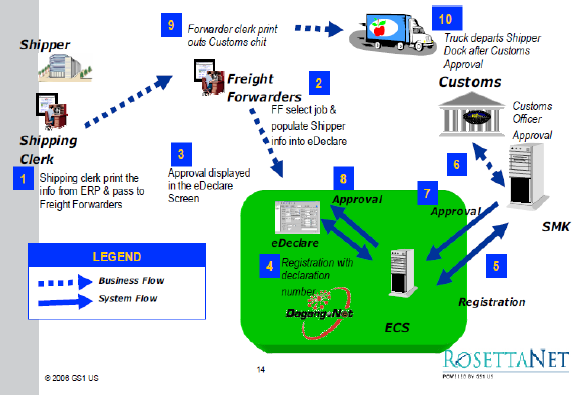 9
Forwarder clerk print
outs Customs chit
10
Truck departs Shipper
Dock after Customs
Approval
Shipper
Freight
Forwarders
2
FF select job &
populate Shipper
info into eDeclare
Customs
Customs
Officer
Approval
Shipping
Clerk
1
Shipping clerk print the
info from ERP & pass to
Freight Forwarders
3
Approval displayed
in the eDeclare
Screen
6
SMK
8
Approval
7
Approval
eDeclare
4
Registration with
declaration
number
Dagang.Net
ECS
5
Registration
LEGEND
Business Flow
System Flow
14
© 2006 GS1 US
ROSETTANET
POWERED BY GS1 US